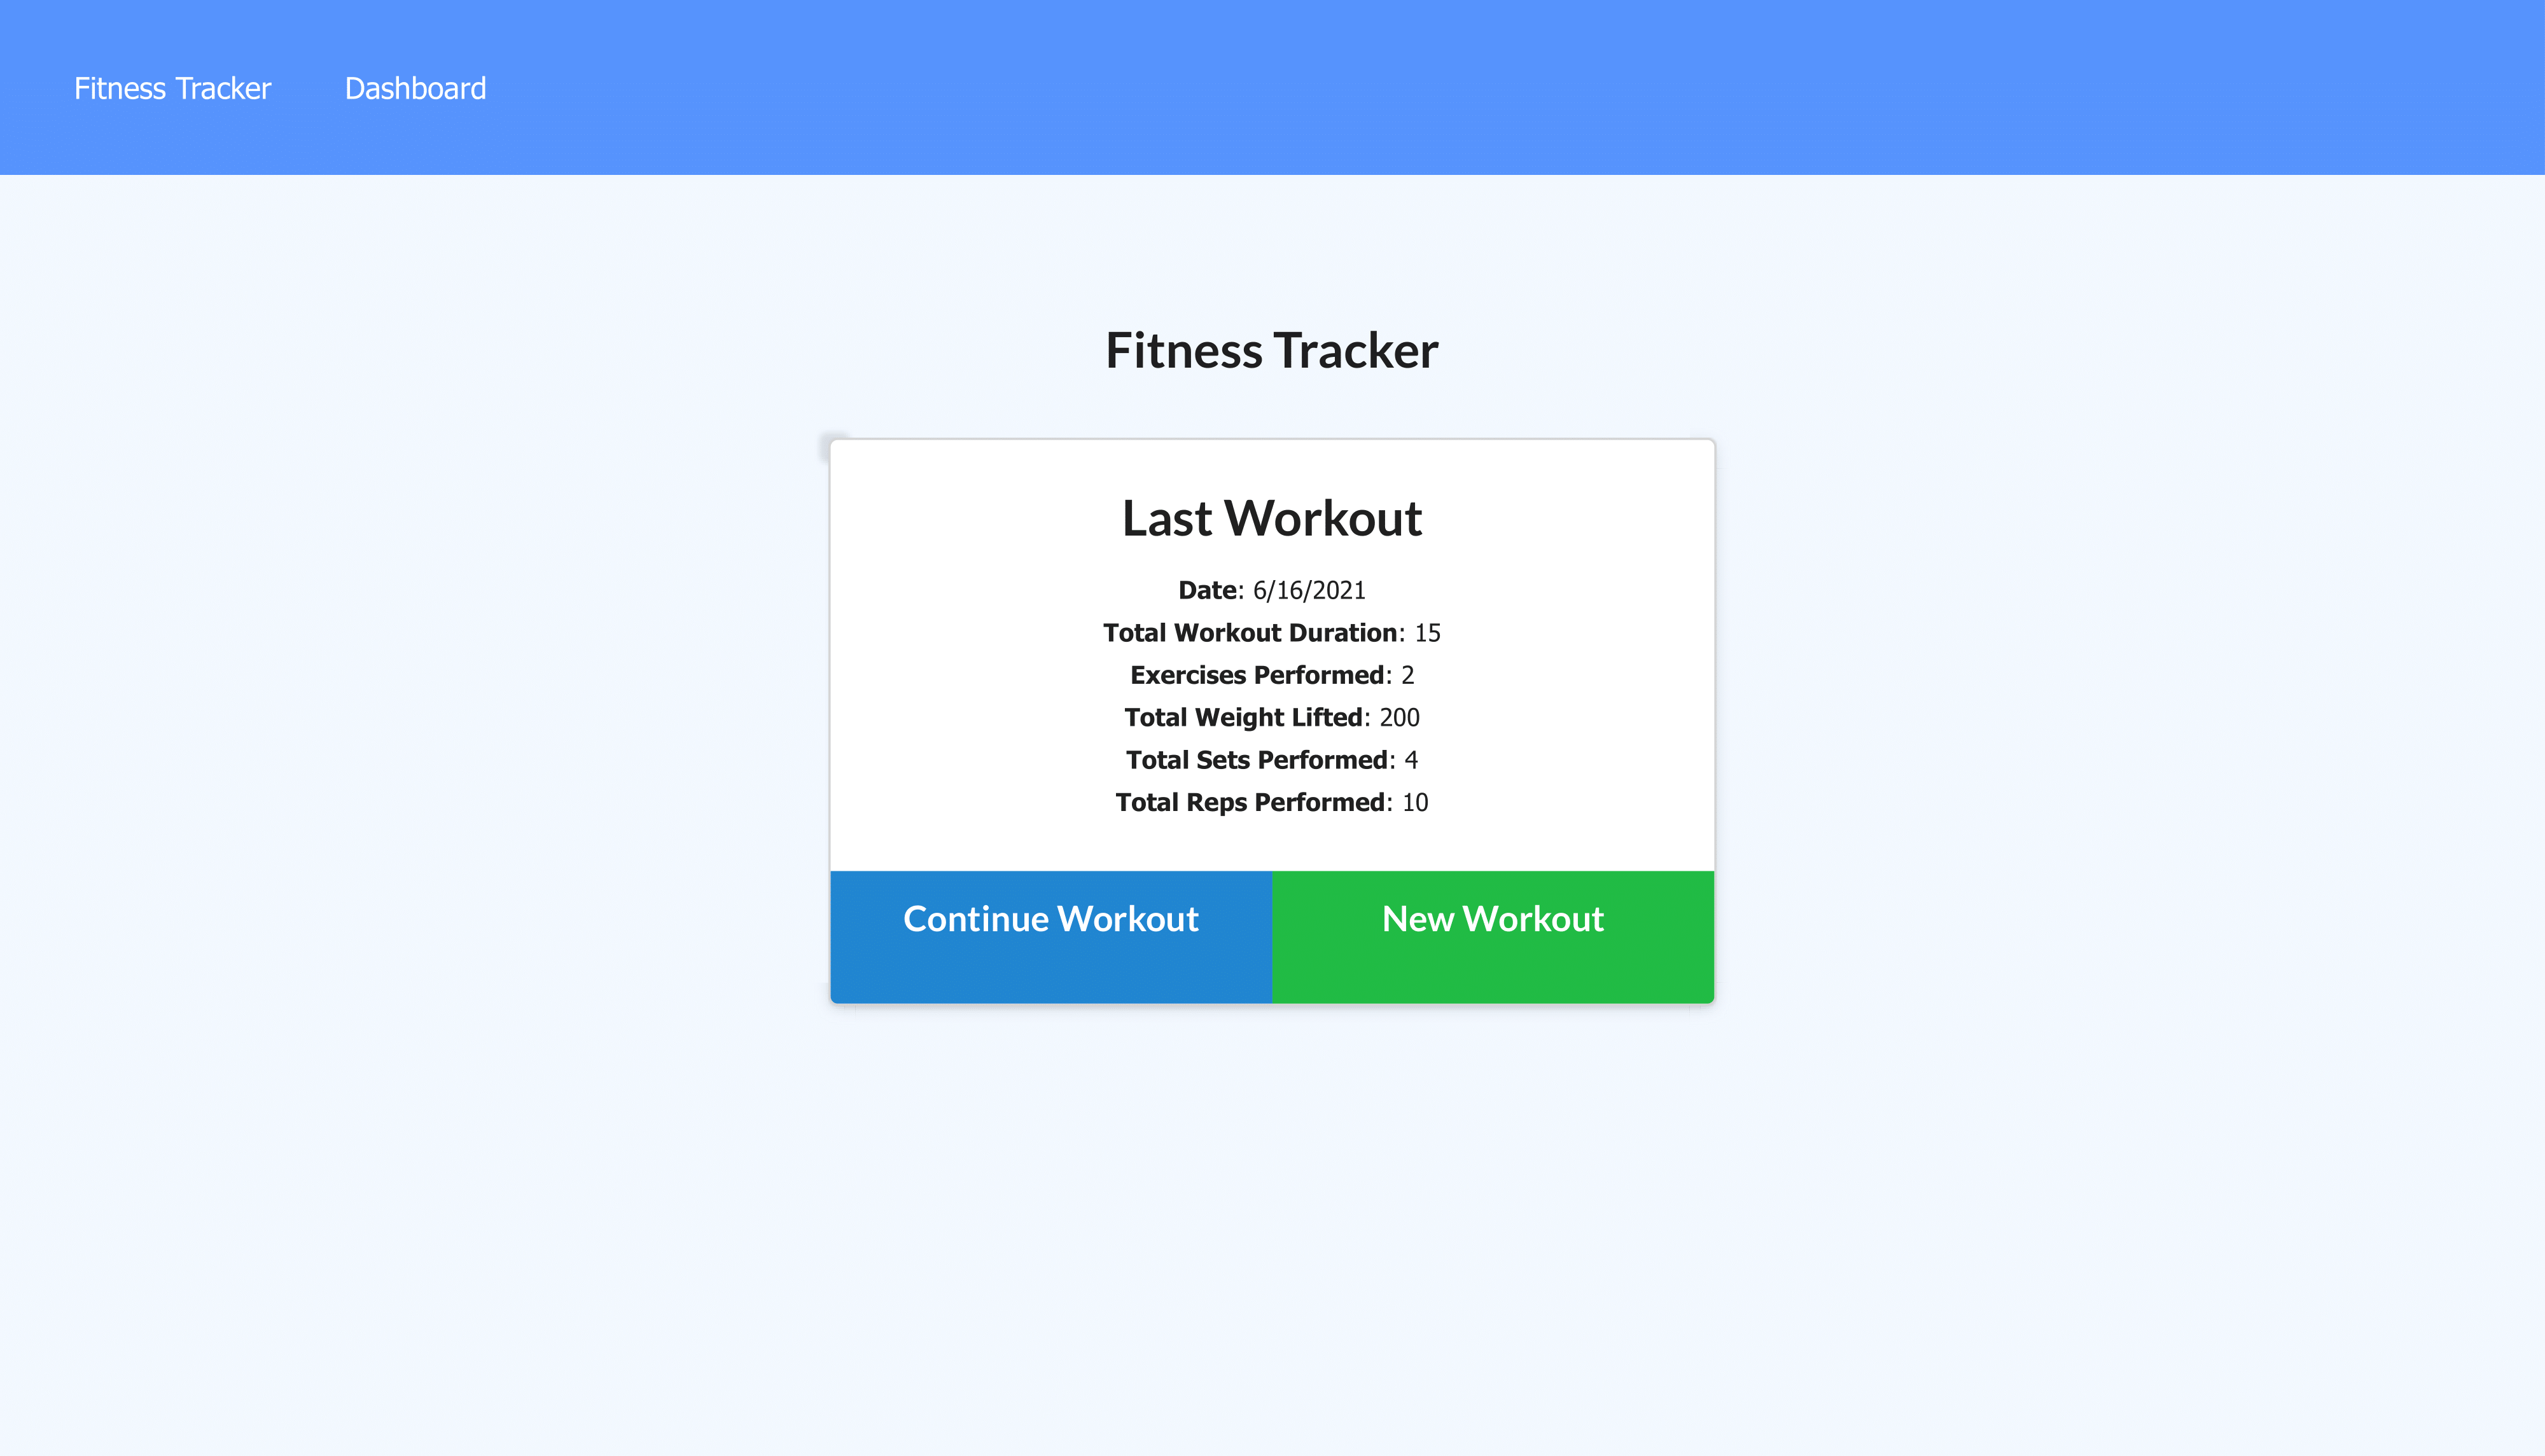 Fitness Tracker Dashboard
Fitness Tracker
Last Workout
Date: 6/16/2021
Total Workout Duration: 15
Exercises Performed: 2
Total Weight Lifted: 200
Total Sets Performed: 4
Total Reps Performed: 10
Continue Workout New Workout